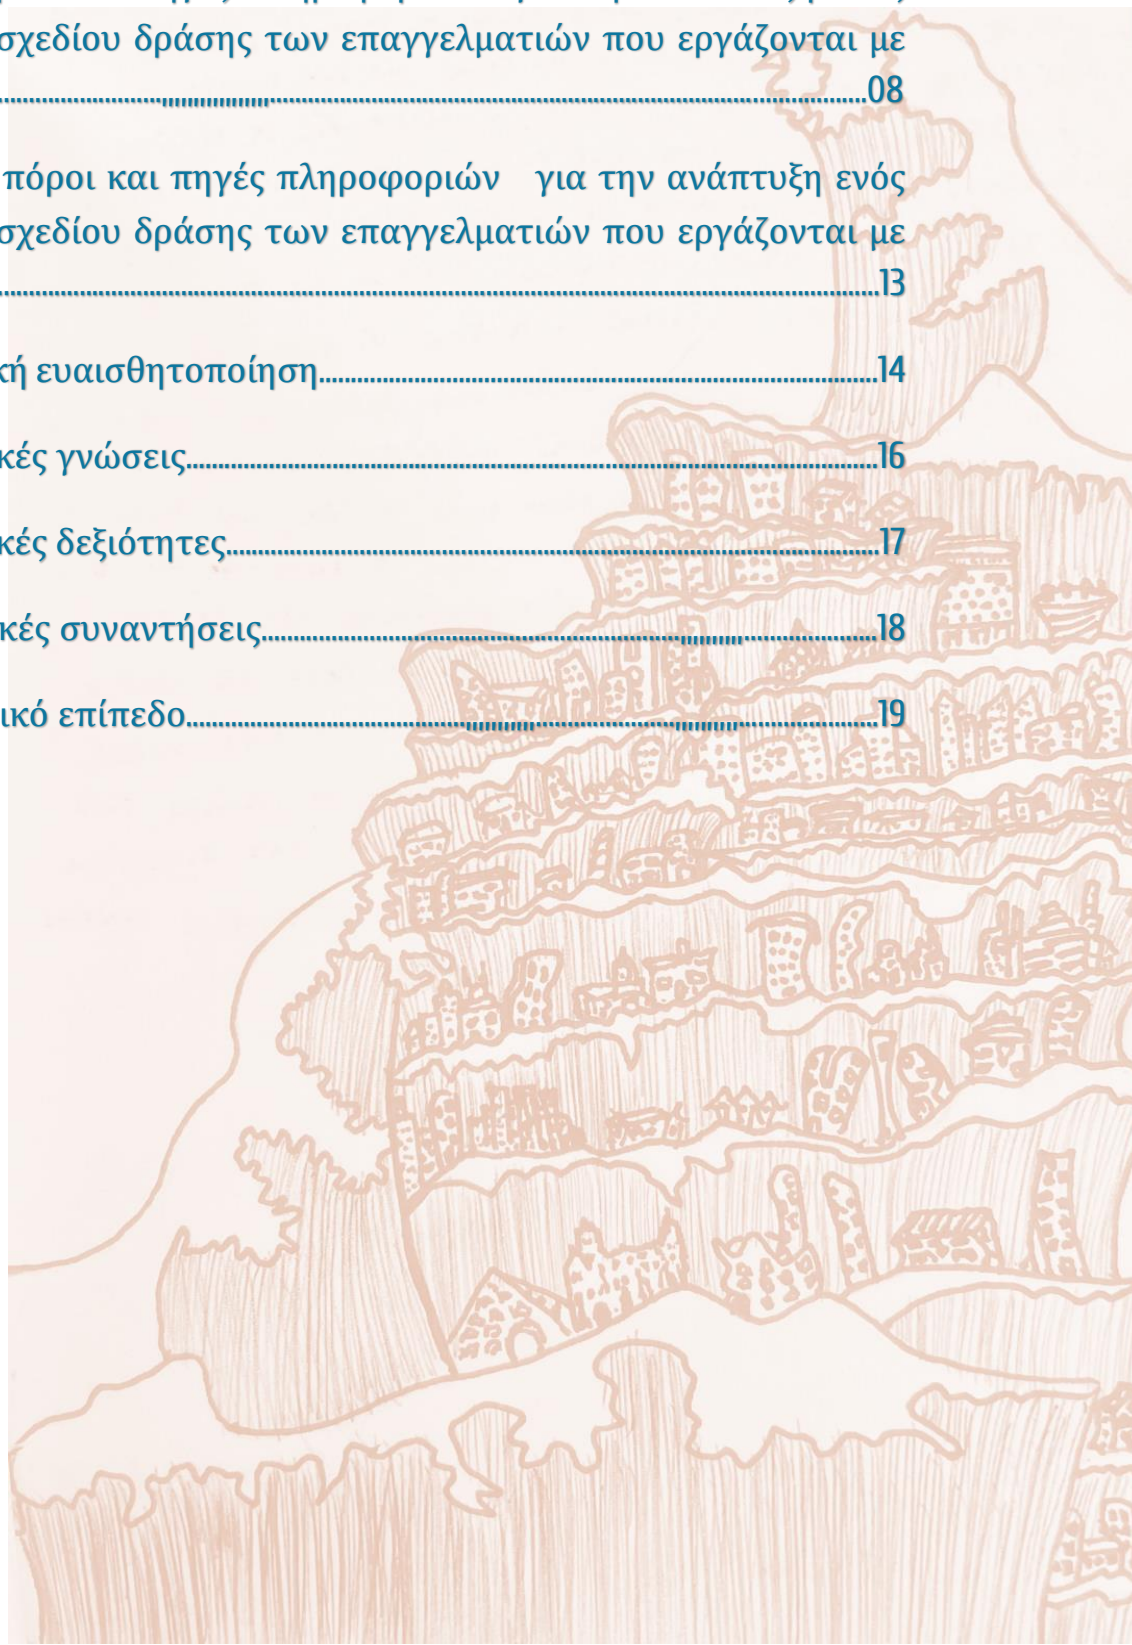 σχεδίου δράσης των επαγγελματιών που εργάζονται με
........................................08
πόροι και πηγές πληροφοριών για την ανάπτυξη ενός
σχεδίου δράσης των επαγγελματιών που εργάζονται με
........................................13
κή ευαισθητοποίηση........................................14
κές γνώσεις........................................16
κές δεξιότητες........................................17
κές συναντήσεις........................................18
ικό επίπεδο........................................19